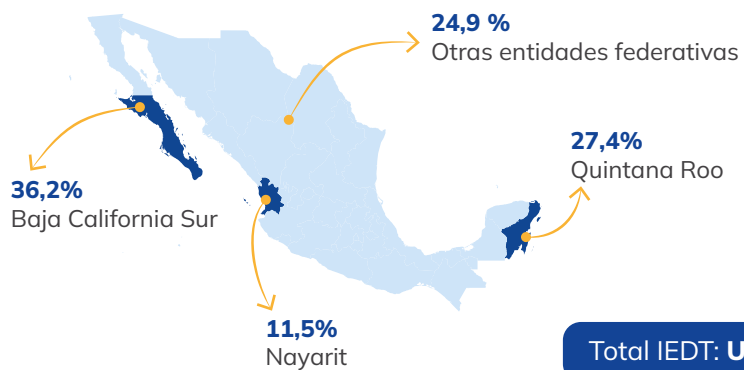 24,9 %
Otras entidades federativas
27,4%
Quintana Roo
36,2%
Baja California Sur
11,5%
Nayarit
Total IEDT: U